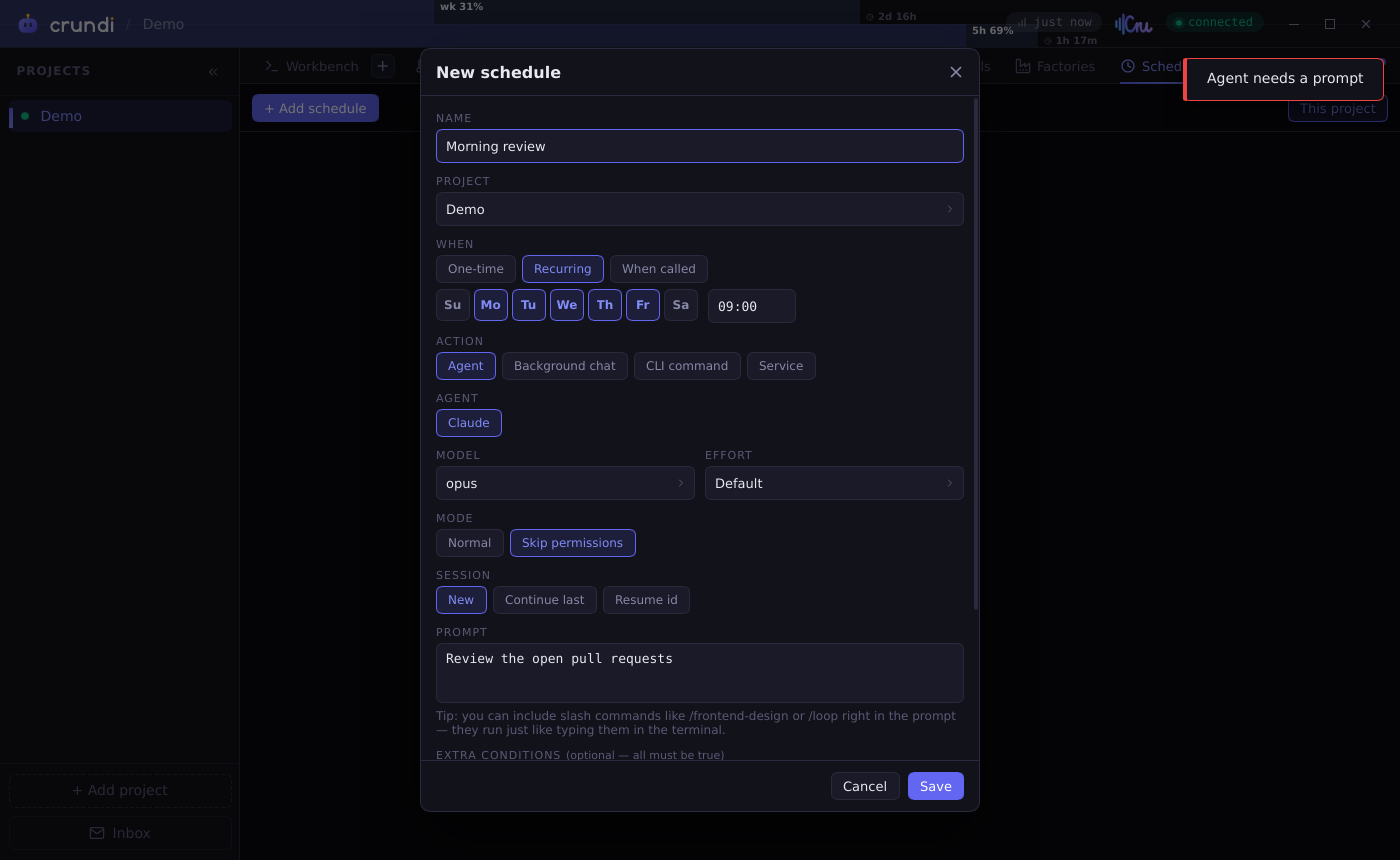 crundi / Demo
wk 31%
2d 16h
5h 69%
1h 17m
just now
Cru
connected
PROJECTS «
Workbench +
Factories
Sched
Agent needs a prompt
Demo
+ Add schedule
This project
New schedule
NAME
Morning review
PROJECT
Demo
WHEN
One-time Recurring When called
Su Mo Tu We Th Fr Sa 09:00
ACTION
Agent Background chat CLI command Service
AGENT
Claude
MODEL EFFORT
opus Default
MODE
Normal Skip permissions
SESSION
New Continue last Resume id
PROMPT
Review the open pull requests
Tip: you can include slash commands like /frontend-design or /loop right in the prompt
— they run just like typing them in the terminal.
EXTRA CONDITIONS (optional — all must be true)
Cancel Save
+ Add project
Inbox